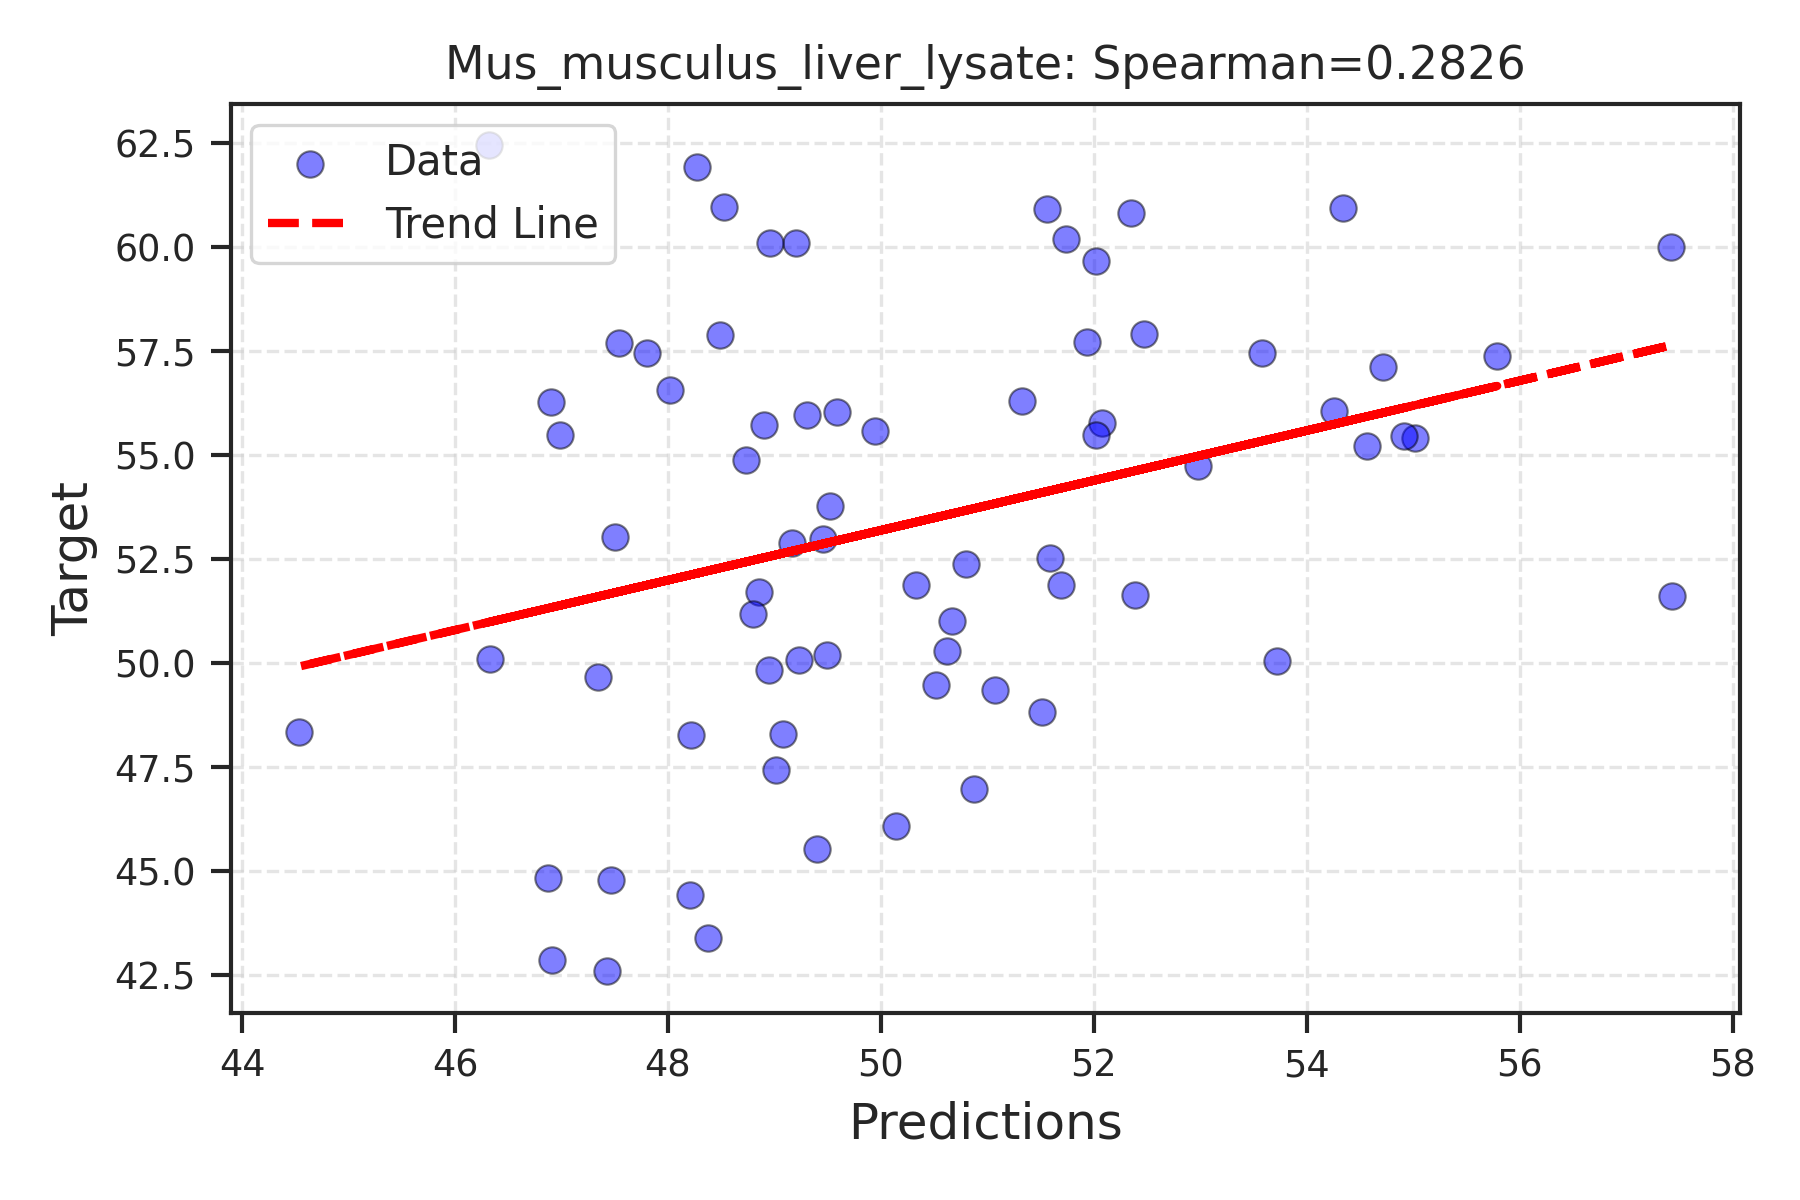 Mus_musculus_liver_lysate: Spearman=0.2826
Data
Trend Line
62.5
60.0
57.5
55.0
52.5
50.0
47.5
45.0
42.5
Target
44 46 48 50 52 54 56 58
Predictions